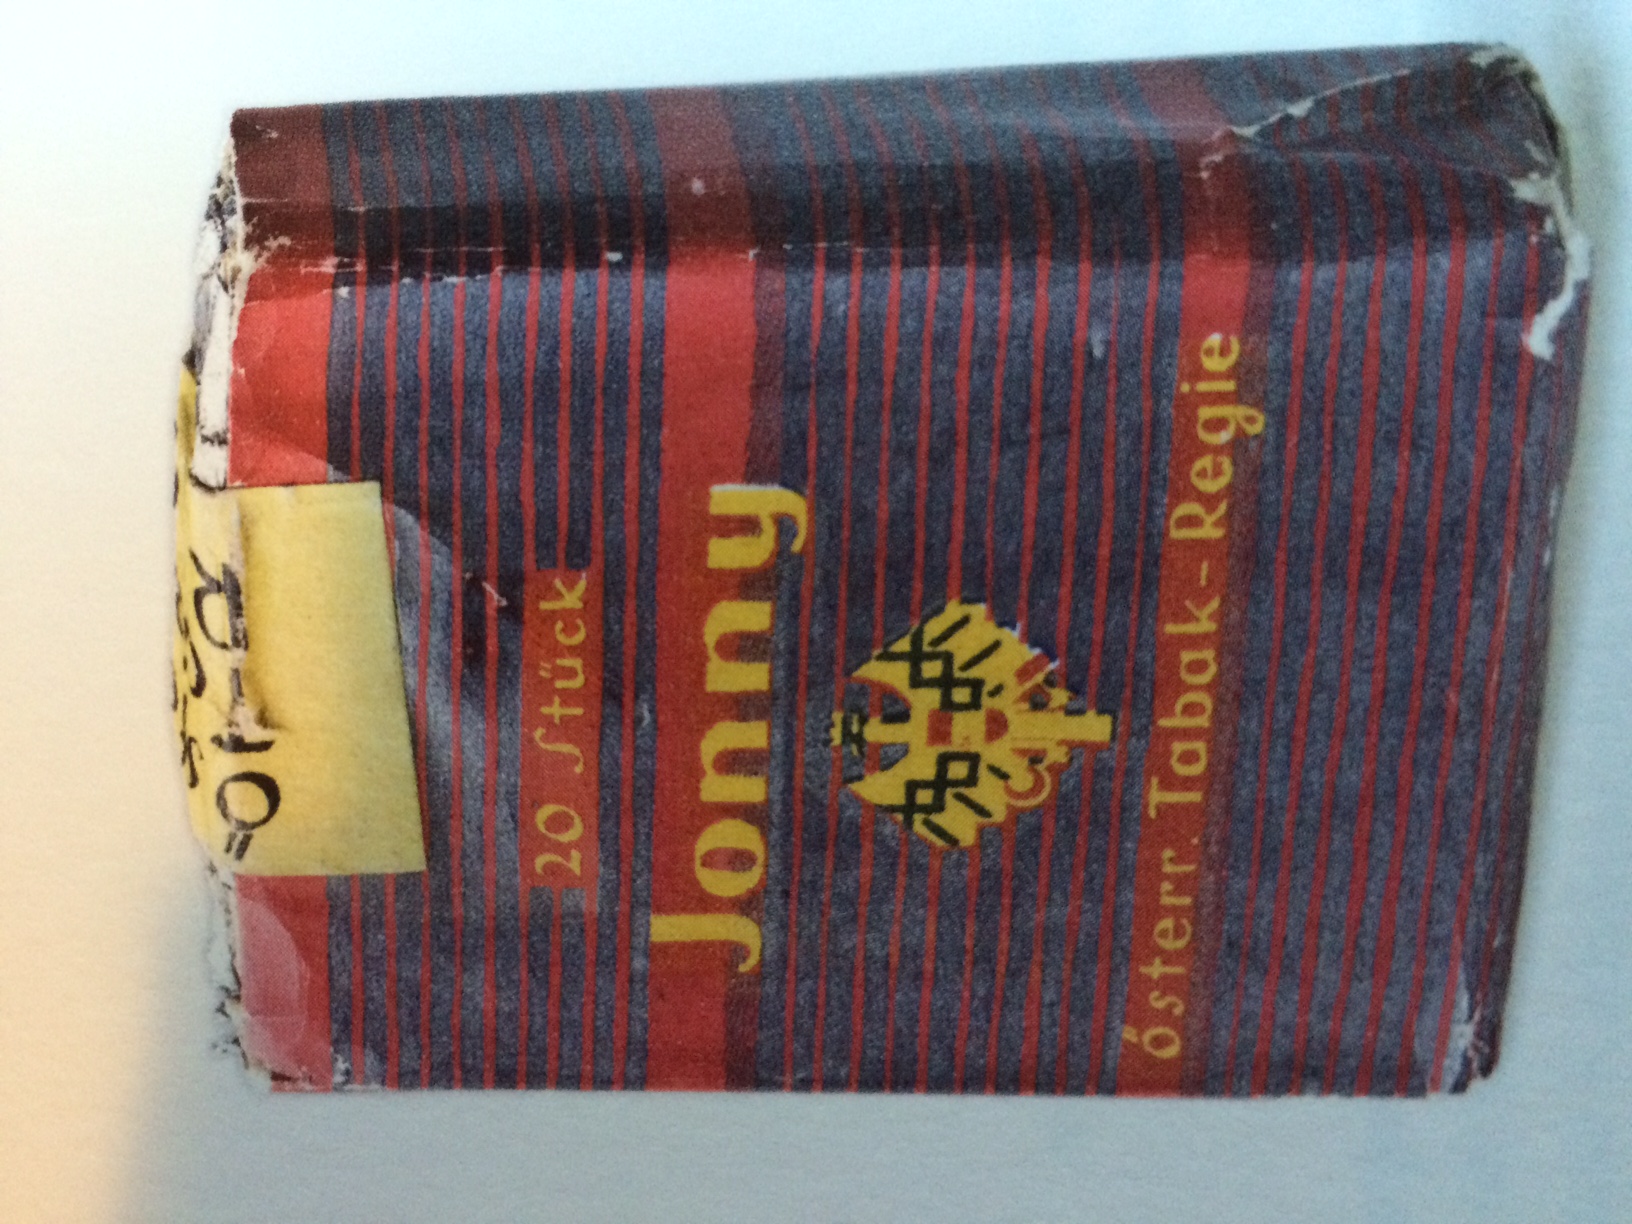 20 Stück
Jonny
österr. Tabak-Regie